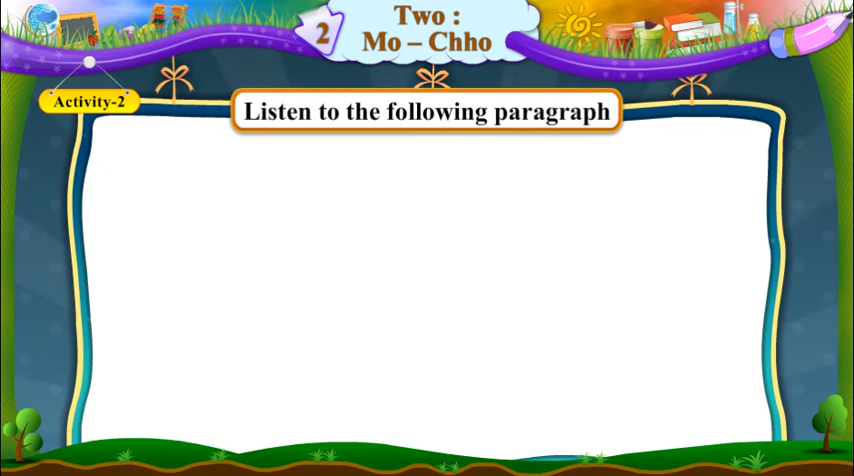 2
Two :
Mo – Chho
Activity-2
Listen to the following paragraph